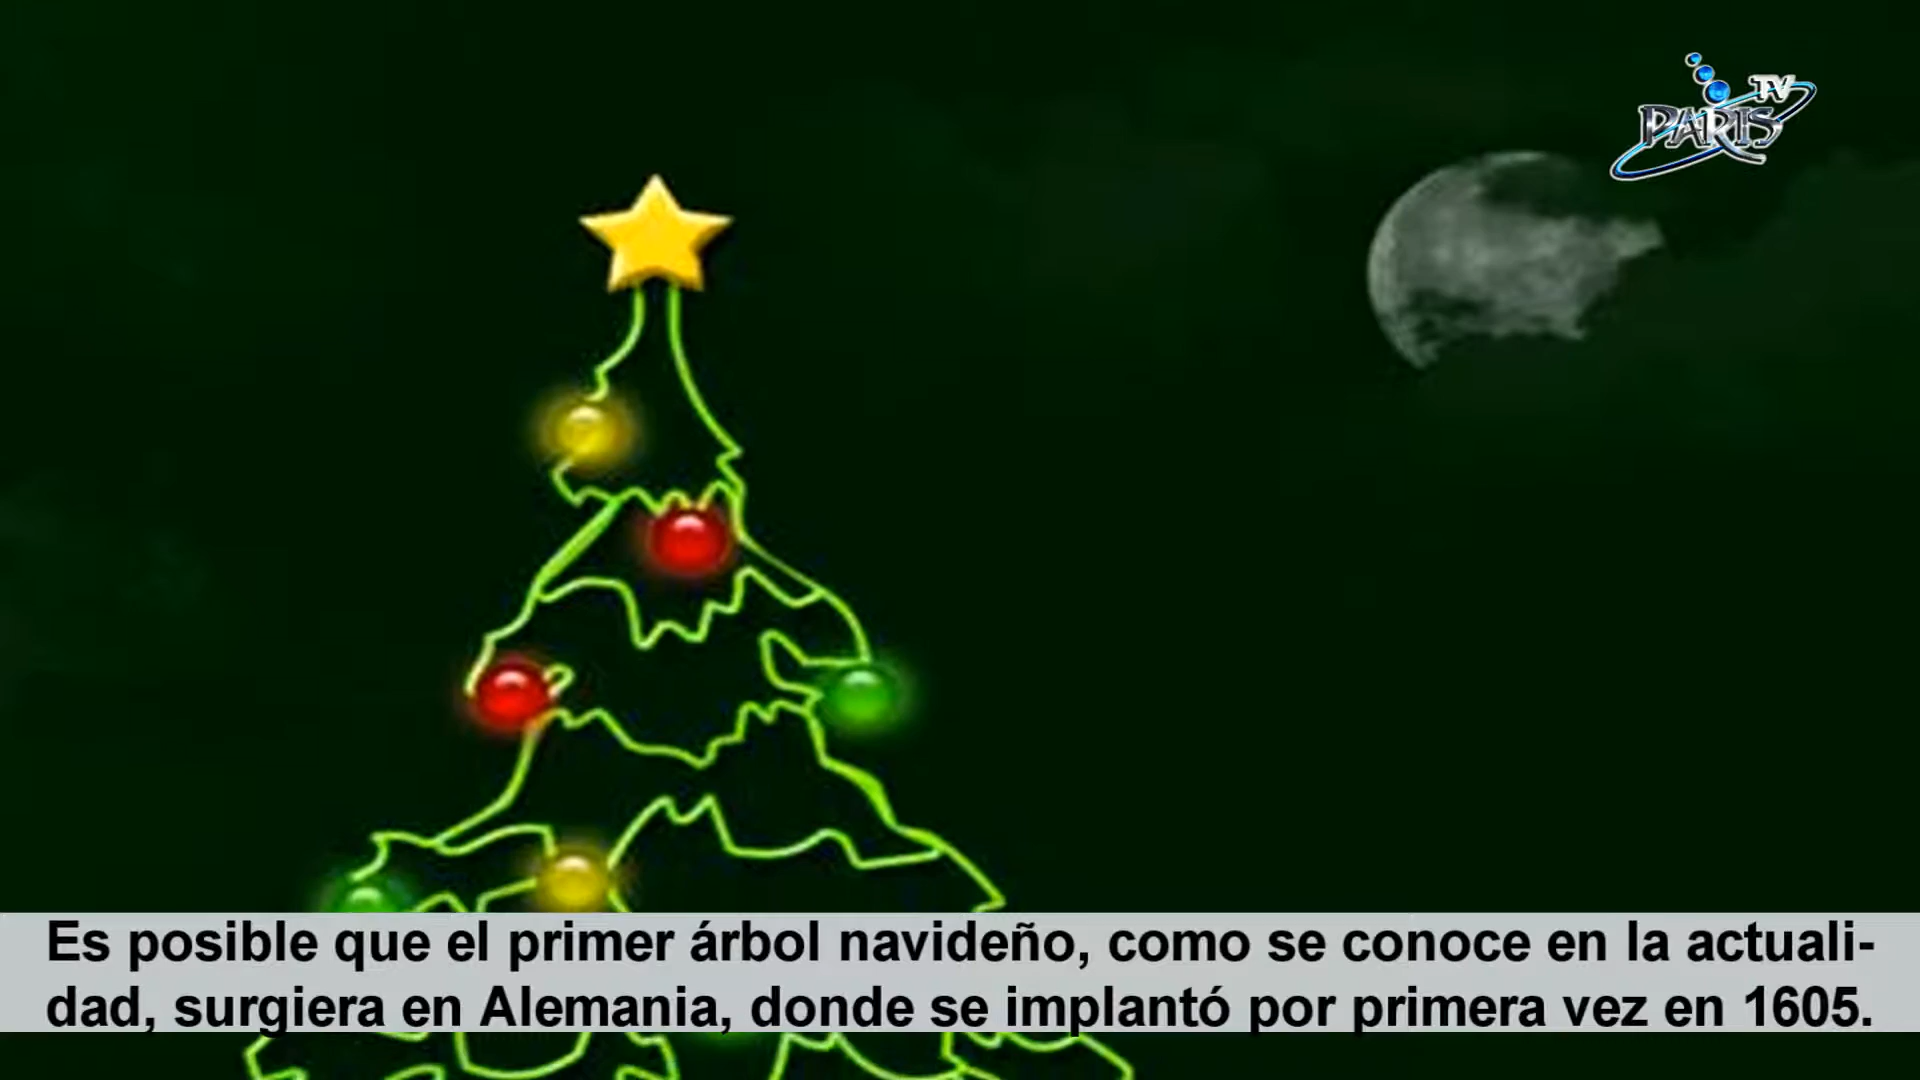 PARIS TV
Es posible que el primer árbol navideño, como se conoce en la actuali-
dad, surgiera en Alemania, donde se implantó por primera vez en 1605.